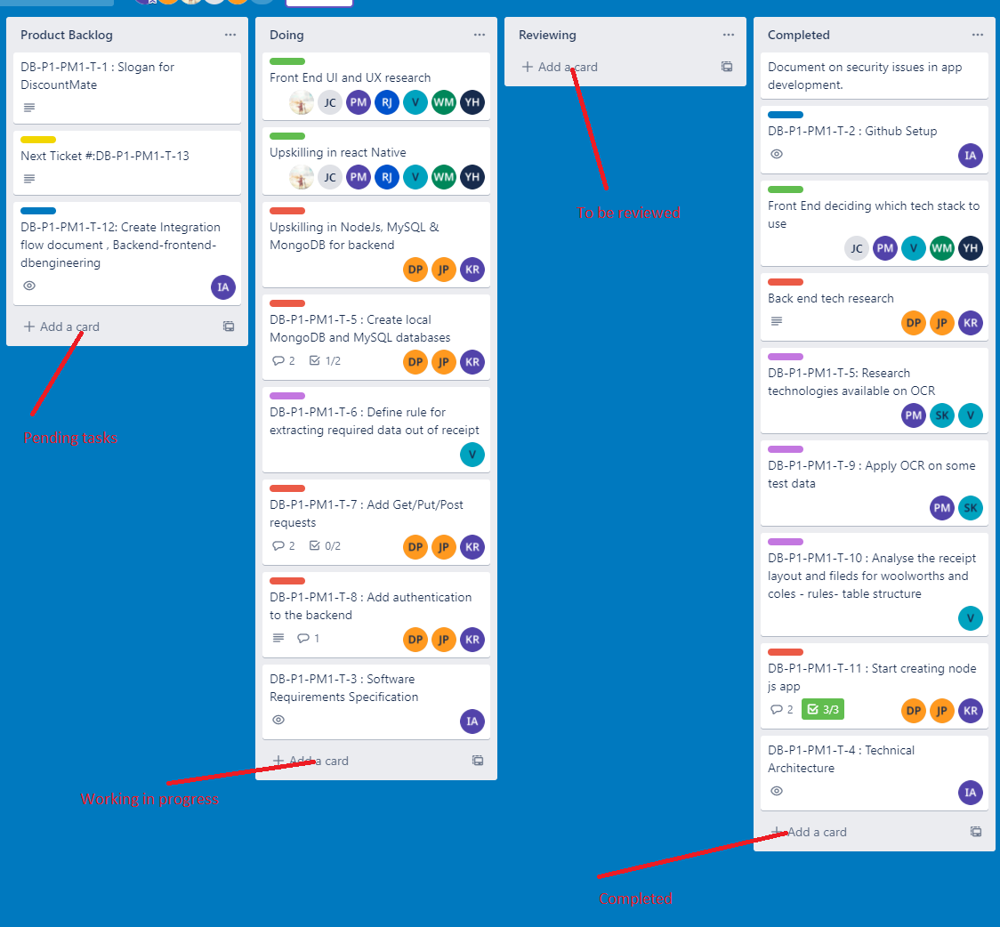 Product Backlog
DB-P1-PM1-T-1 : Slogan for
DiscountMate
Next Ticket #:DB-P1-PM1-T-13
DB-P1-PM1-T-12: Create Integration
flow document , Backend-frontend-
dbengineering
IA
Add a card
Pending tasks
Doing
Front End UI and UX research
JC PM RJ V WM YH
Upskilling in react Native
JC PM RJ V WM YH
Upskilling in NodeJs, MySQL &
MongoDB for backend
DP JP KR
DB-P1-PM1-T-5 : Create local
MongoDB and MySQL databases
2 1/2 DP JP KR
DB-P1-PM1-T-6 : Define rule for
extracting required data out of receipt
V
DB-P1-PM1-T-7 : Add Get/Put/Post
requests
2 0/2 DP JP KR
DB-P1-PM1-T-8 : Add authentication
to the backend
1 DP JP KR
DB-P1-PM1-T-3 : Software
Requirements Specification
IA
Add a card
Working in progress
Reviewing
Add a card
To be reviewed
Completed
Document on security issues in app
development.
DB-P1-PM1-T-2 : Github Setup
IA
Front End deciding which tech stack to
use
JC PM V WM YH
Back end tech research
DP JP KR
DB-P1-PM1-T-5: Research
technologies available on OCR
PM SK V
DB-P1-PM1-T-9 : Apply OCR on some
test data
PM SK
DB-P1-PM1-T-10 : Analyse the receipt
layout and fileds for woolworths and
coles - rules- table structure
V
DB-P1-PM1-T-11 : Start creating node
js app
2 3/3 DP JP KR
DB-P1-PM1-T-4 : Technical
Architecture
IA
Add a card
Completed